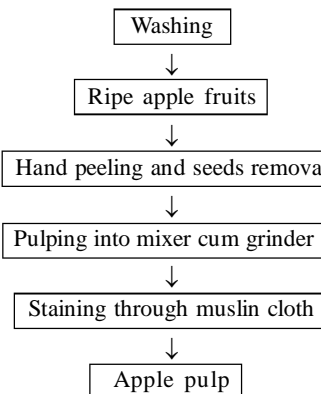 Washing
↓
Ripe apple fruits
↓
Hand peeling and seeds remova
↓
Pulping into mixer cum grinder
↓
Staining through muslin cloth
↓
Apple pulp